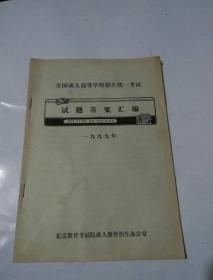 全国成人高等学校招生统一考试
试题答案汇编
一九九九年
北京教育考试院成人教育招生办公室